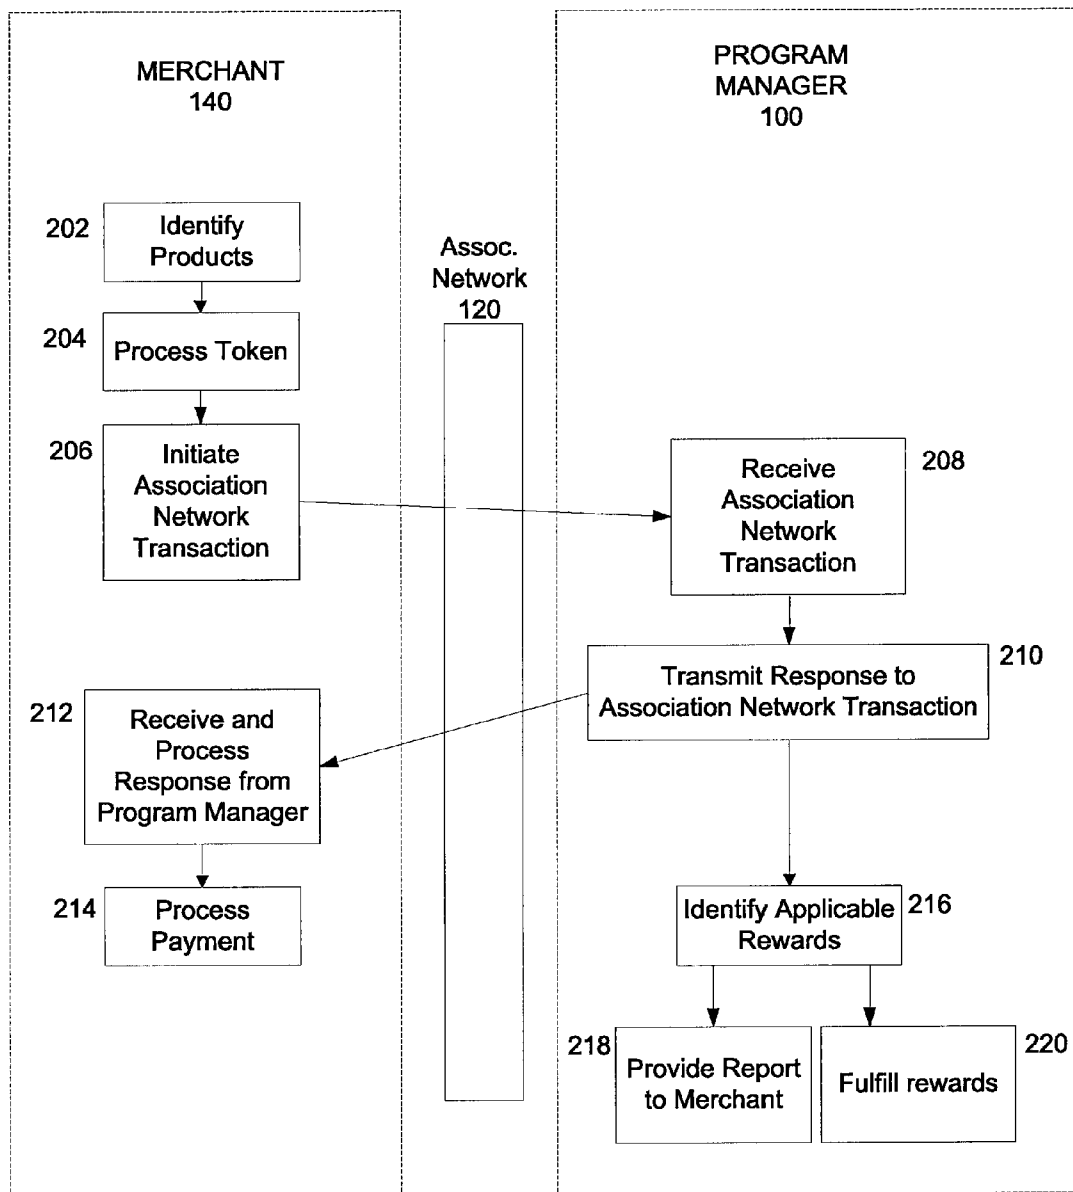 MERCHANT
140
PROGRAM
MANAGER
100
202
Identify
Products
Assoc.
Network
120
204
Process Token
206
Initiate
Association
Network
Transaction
Receive
Association
Network
Transaction
208
Transmit Response to
Association Network Transaction
210
212
Receive and
Process
Response from
Program Manager
214
Process
Payment
Identify Applicable
Rewards
216
218
Provide Report
to Merchant
Fulfill rewards
220